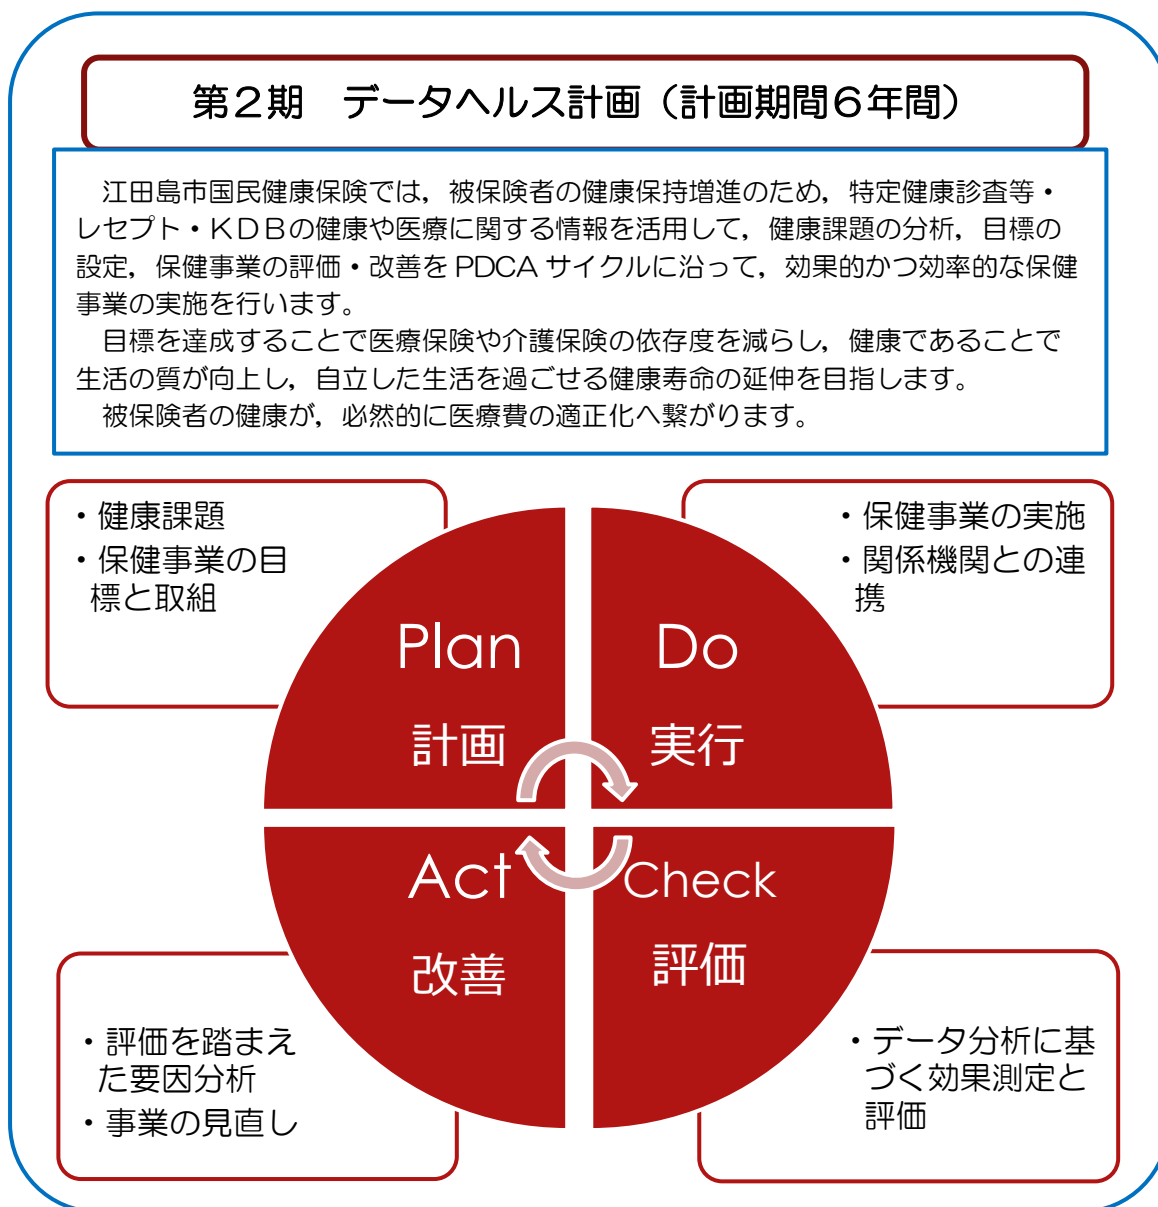 第2期　データヘルス計画（計画期間6年間）
　江田島市国民健康保険では，被保険者の健康保持増進のため，特定健康診査等・
レセプト・ＫＤＢの健康や医療に関する情報を活用して，健康課題の分析，目標の
設定，保健事業の評価・改善を PDCA サイクルに沿って，効果的かつ効率的な保健
事業の実施を行います。
　目標を達成することで医療保険や介護保険の依存度を減らし，健康であることで
生活の質が向上し，自立した生活を過ごせる健康寿命の延伸を目指します。
　被保険者の健康が，必然的に医療費の適正化へ繋がります。
・健康課題
・保健事業の目
標と取組
・保健事業の実施
・関係機関との連
携
Plan
計画
Do
実行
Act
改善
Check
評価
・評価を踏まえ
た要因分析
・事業の見直し
・データ分析に基
づく効果測定と
評価